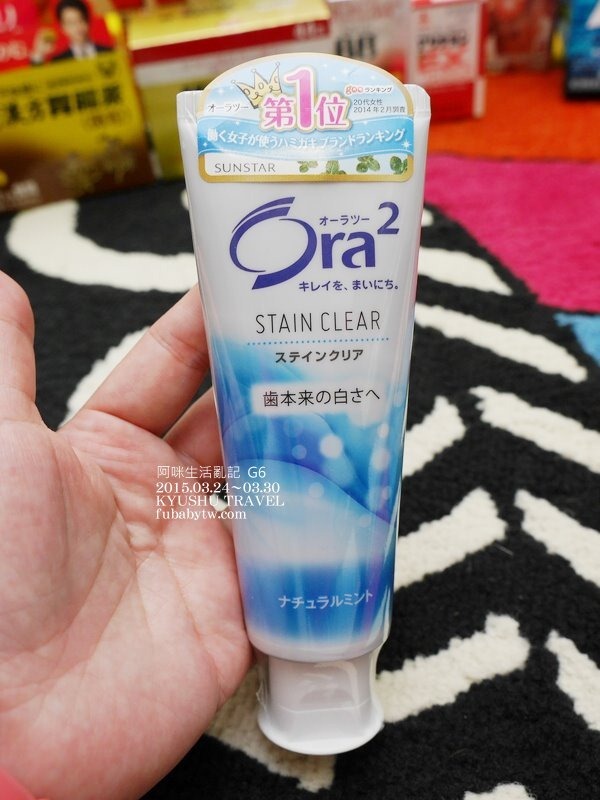 オーラツー
第1位
gooランキング
20代女性
2014年2月調査
働く女子が使うハミガキブランドランキング
SUNSTAR
オーラツー
Ora2
キレイを、まいにち。
STAIN CLEAR
ステインクリア
歯本来の白さへ
阿咪生活亂記 G6
2015.03.24~03.30
KYUSHU TRAVEL
fubabytw.com
ナチュラルミント